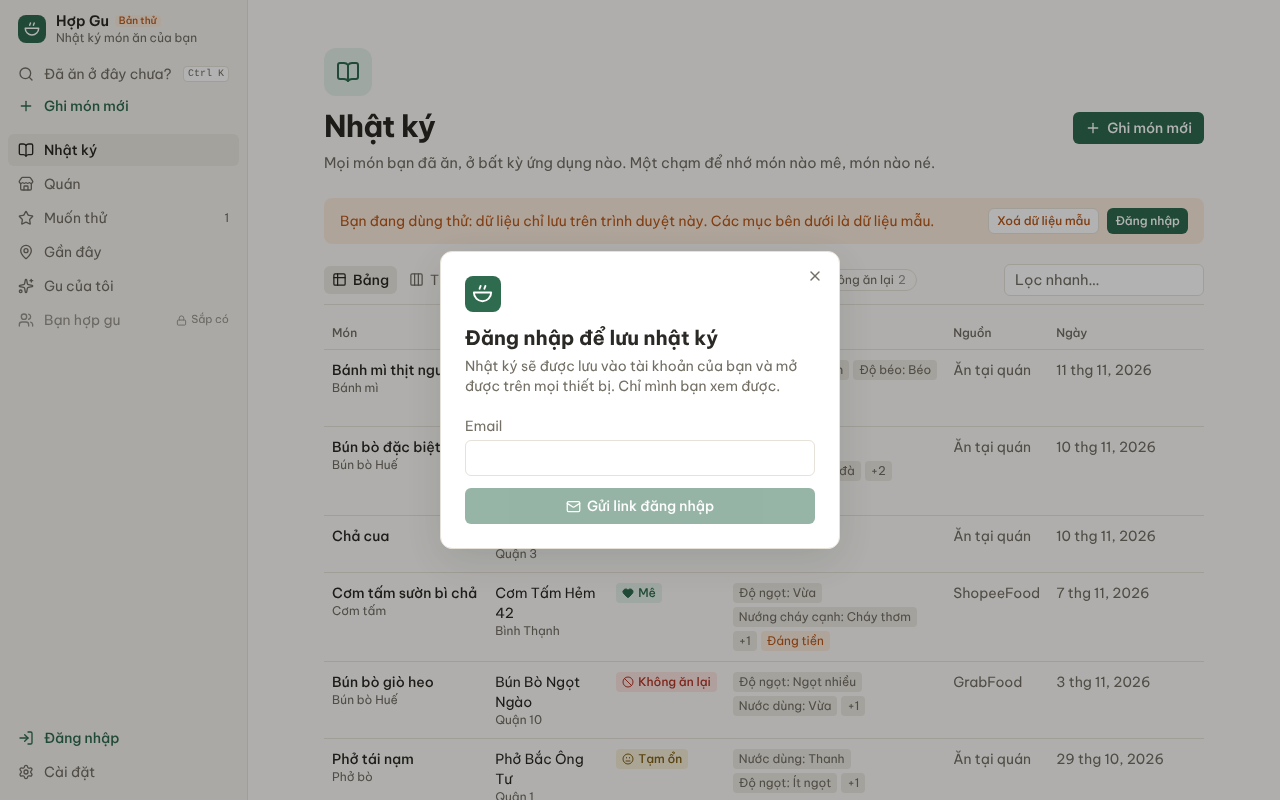 Hợp Gu Bản thử
Nhật ký món ăn của bạn
Đã ăn ở đây chưa? Ctrl K
Ghi món mới
Nhật ký
Quán
Muốn thử 1
Gần đây
Gu của tôi
Bạn hợp gu Sắp có
Đăng nhập
Cài đặt
Nhật ký
Ghi món mới
Mọi món bạn đã ăn, ở bất kỳ ứng dụng nào. Một chạm để nhớ món nào mê, món nào né.
Bạn đang dùng thử: dữ liệu chỉ lưu trên trình duyệt này. Các mục bên dưới là dữ liệu mẫu.
Xoá dữ liệu mẫu
Đăng nhập
Bảng
ăn lại 2
Lọc nhanh...
Món Nguồn Ngày
Bánh mì thịt
Bánh mì
Độ béo: Béo
Ăn tại quán
11 thg 11, 2026
Bún bò đặc biệt
Bún bò Huế
+2
Ăn tại quán
10 thg 11, 2026
Chả cua
Quận 3
Ăn tại quán
10 thg 11, 2026
Cơm tấm sườn bì chả
Cơm tấm
Cơm Tấm Hẻm
42
Bình Thạnh
Mê
Độ ngọt: Vừa
Nướng cháy cạnh: Cháy thơm
+1 Đáng tiền
ShopeeFood
7 thg 11, 2026
Bún bò giò heo
Bún bò Huế
Bún Bò Ngọt
Ngào
Quận 10
Không ăn lại
Độ ngọt: Ngọt nhiều
Nước dùng: Vừa +1
GrabFood
3 thg 11, 2026
Phở tái nạm
Phở bò
Phở Bắc Ông
Tư
Quận 1
Tạm ổn
Nước dùng: Thanh
Độ ngọt: Ít ngọt +1
Ăn tại quán
29 thg 10, 2026
Đăng nhập để lưu nhật ký
Nhật ký sẽ được lưu vào tài khoản của bạn và mở
được trên mọi thiết bị. Chỉ mình bạn xem được.
Email
Gửi link đăng nhập